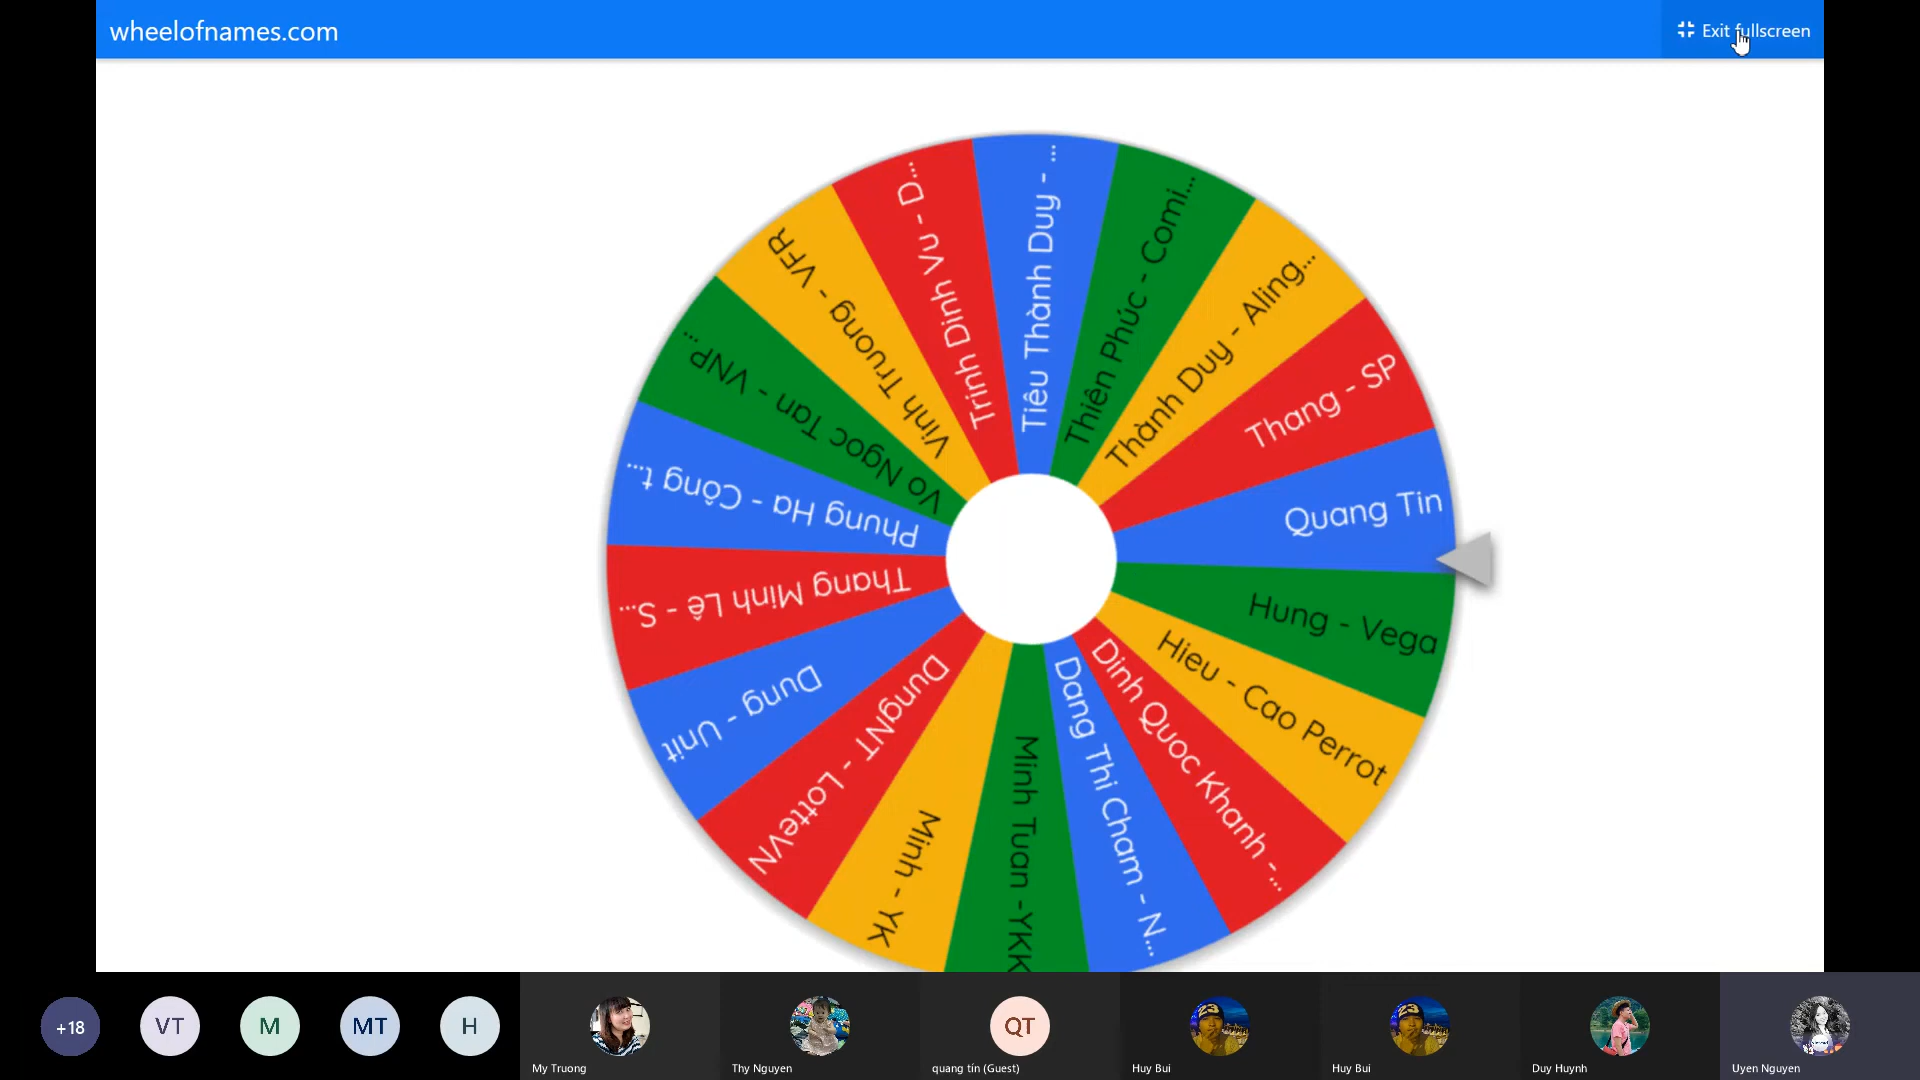 wheelofnames.com
Exit fullscreen
Tiêu Thành Duy - ...
Thiên Phúc - Comi...
Thành Duy - Aling...
Thang - SP
Quang Tin
Hung - Vega
Hieu - Cao Perrot
Dinh Quoc Khanh - ...
Dang Thi Cham - N...
Minh Tuan -YKK
Minh - YK
DungNT - LotteVN
Dung - Unit
Thang Minh Lê - S...
Phung Ha - Công t...
Vo Ngoc Tan - VNP...
Vinh Truong - VFR
Trinh Dinh Vu - D...
+18
VT
M
MT
H
QT
23
23
My Truong
Thy Nguyen
quang tín (Guest)
Huy Bui
Huy Bui
Duy Huynh
Uyen Nguyen